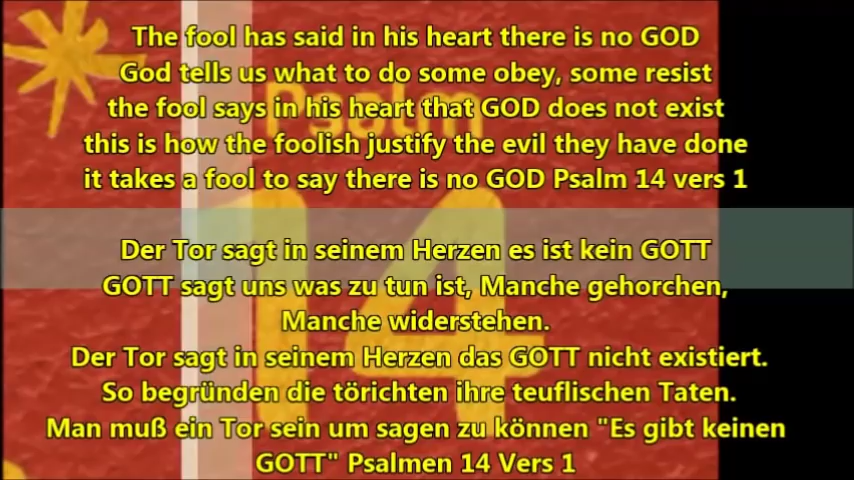 The fool has said in his heart there is no GOD
God tells us what to do some obey, some resist
the fool says in his heart that GOD does not exist
this is how the foolish justify the evil they have done
it takes a fool to say there is no GOD Psalm 14 vers 1
Psalm
14
Der Tor sagt in seinem Herzen es ist kein GOTT
GOTT sagt uns was zu tun ist, Manche gehorchen,
Manche widerstehen.
Der Tor sagt in seinem Herzen das GOTT nicht existiert.
So begründen die törichten ihre teuflischen Taten.
Man muß ein Tor sein um sagen zu können "Es gibt keinen
GOTT" Psalmen 14 Vers 1